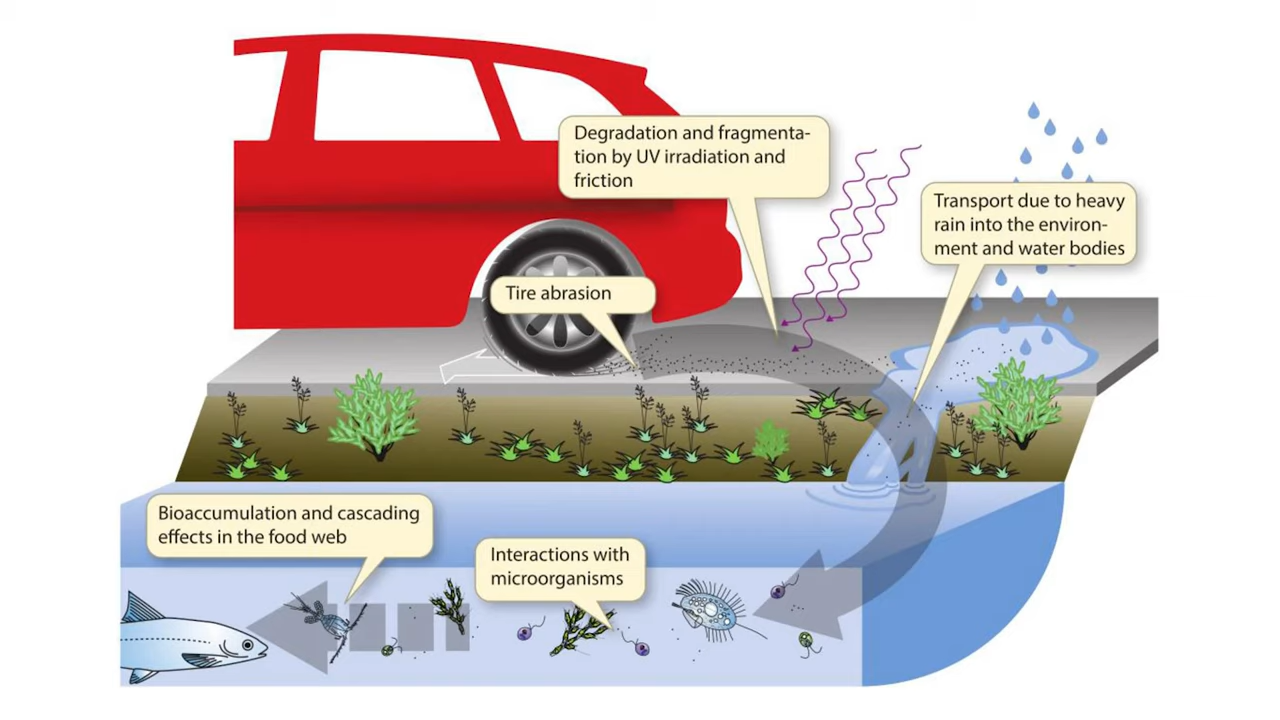 Degradation and fragmenta-
tion by UV irradiation and
friction
Transport due to heavy
rain into the environ-
ment and water bodies
Tire abrasion
Bioaccumulation and cascading
effects in the food web
Interactions with
microorganisms